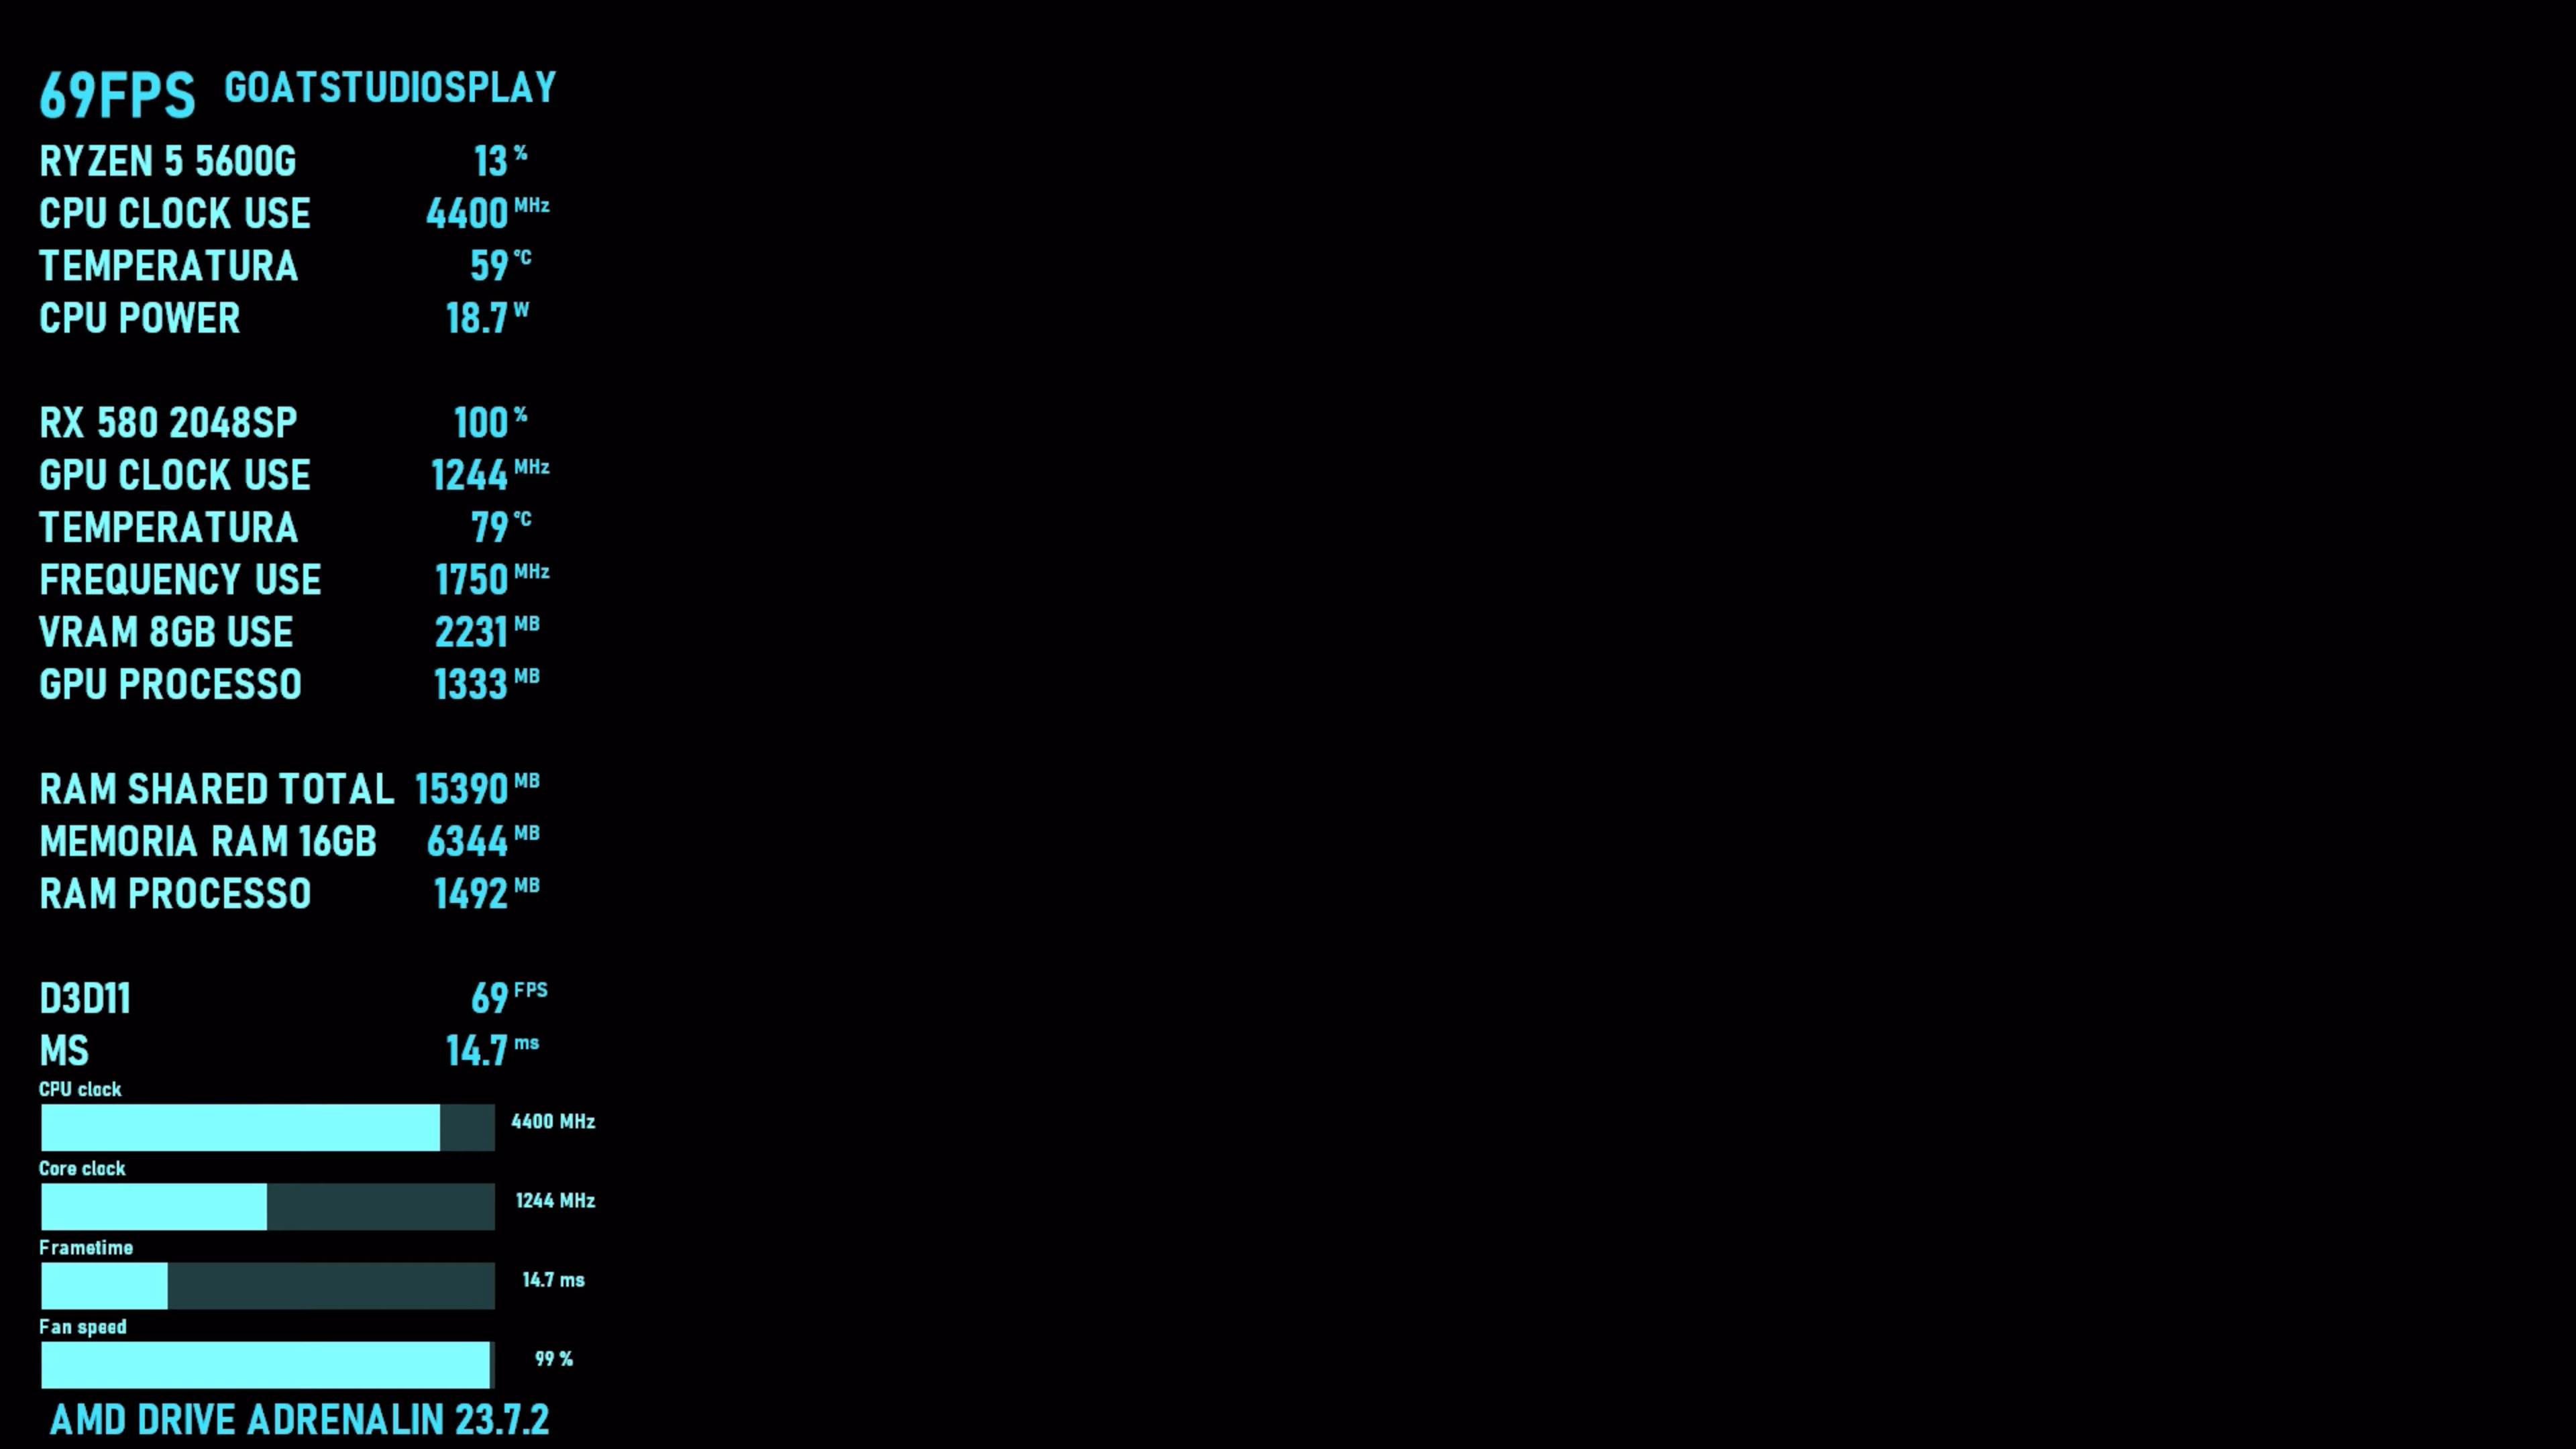 69FPS GOATSTUDIOSPLAY
RYZEN 5 5600G 13 %
CPU CLOCK USE 4400 MHz
TEMPERATURA 59 °C
CPU POWER 18.7 W
RX 580 2048SP 100 %
GPU CLOCK USE 1244 MHz
TEMPERATURA 79 °C
FREQUENCY USE 1750 MHz
VRAM 8GB USE 2231 MB
GPU PROCESSO 1333 MB
RAM SHARED TOTAL 15390 MB
MEMORIA RAM 16GB 6344 MB
RAM PROCESSO 1492 MB
D3D11 69 FPS
MS 14.7 ms
CPU clock
4400 MHz
Core clock
1244 MHz
Frametime
14.7 ms
Fan speed
99 %
AMD DRIVE ADRENALIN 23.7.2